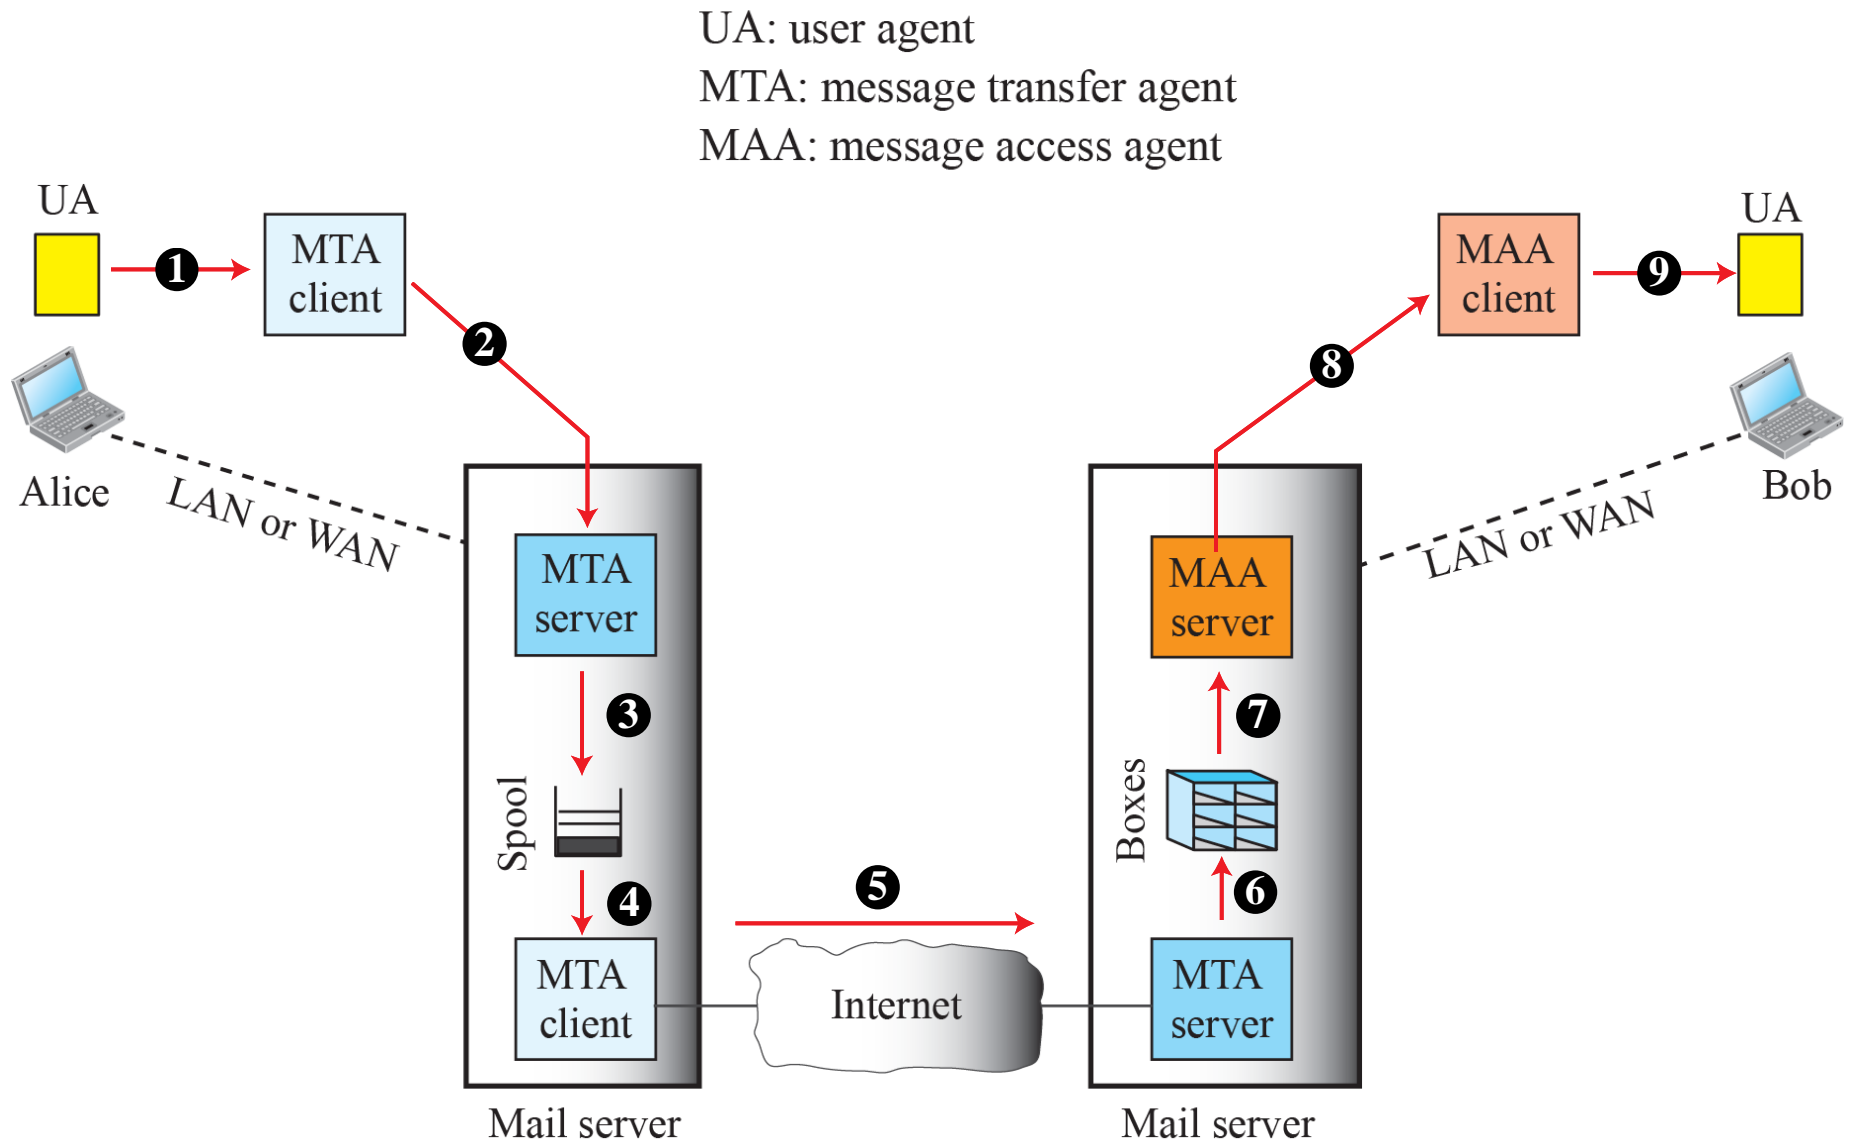 UA: user agent
MTA: message transfer agent
MAA: message access agent
UA
UA
1
MTA
client
2
MAA
client
9
8
Alice
LAN or WAN
Bob
LAN or WAN
MTA
server
MAA
server
3
7
Spool
Boxes
4
5
6
MTA
client
Internet
MTA
server
Mail server
Mail server